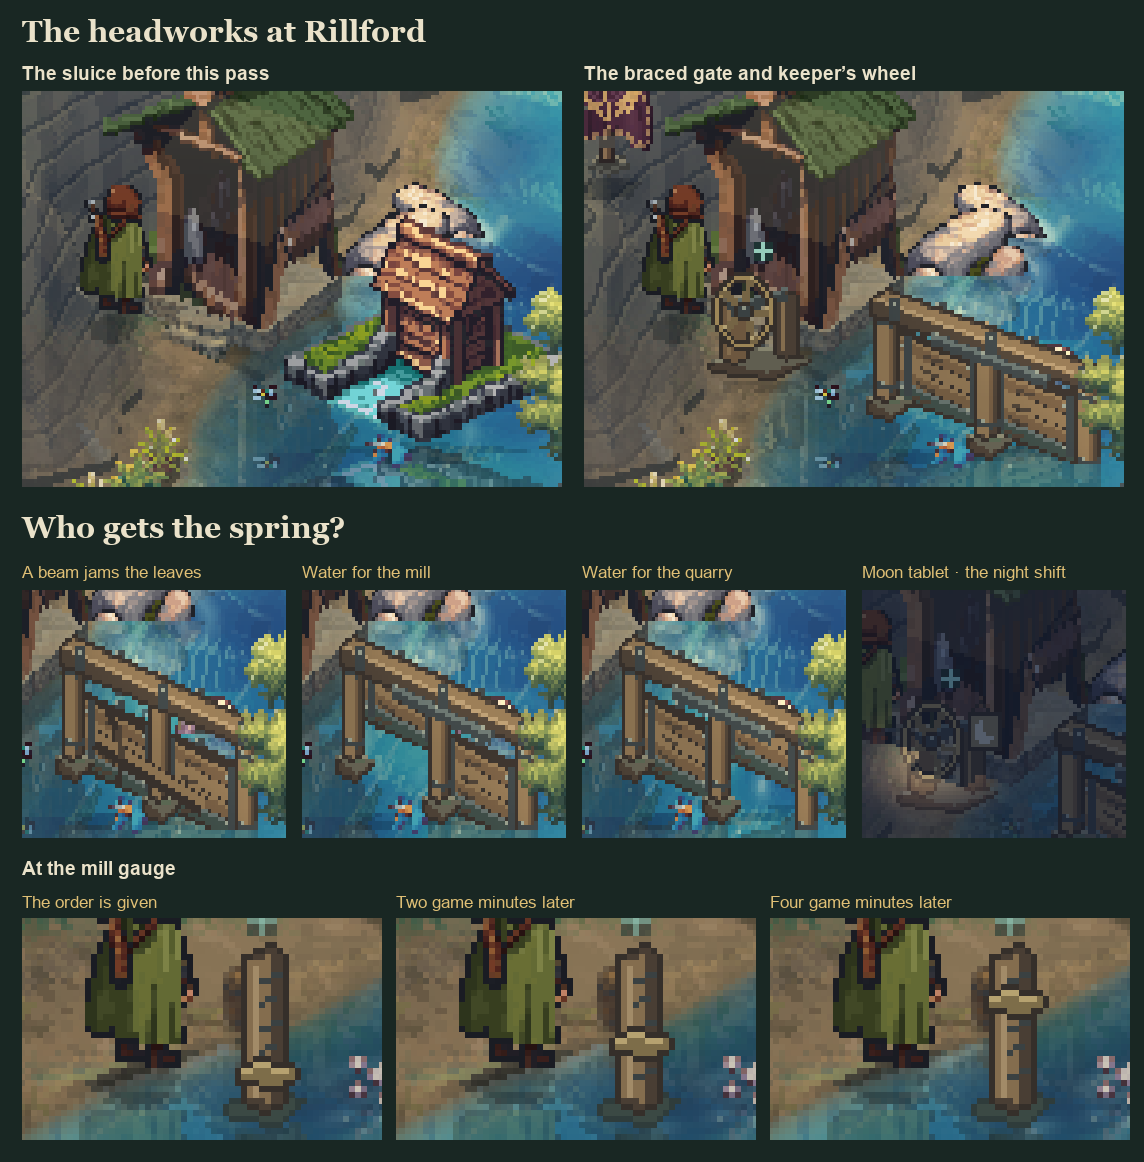 The headworks at Rillford
The sluice before this pass
The braced gate and keeper’s wheel
Who gets the spring?
A beam jams the leaves
Water for the mill
Water for the quarry
Moon tablet · the night shift
At the mill gauge
The order is given
Two game minutes later
Four game minutes later